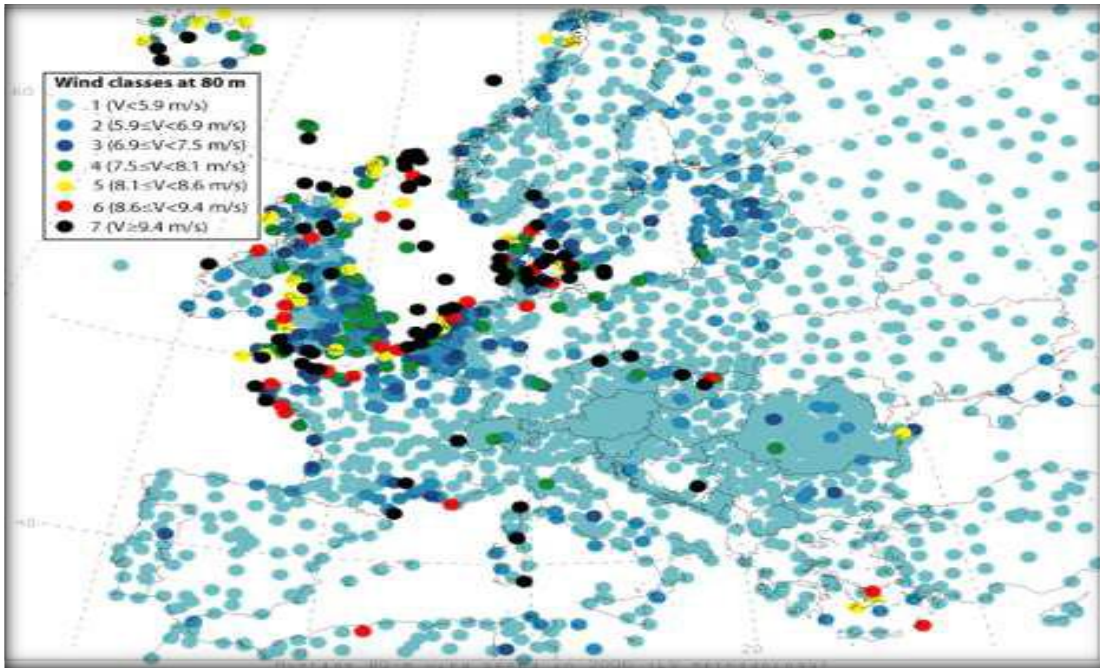 Wind classes at 80 m
1 (V<5.9 m/s)
2 (5.9≤V<6.9 m/s)
3 (6.9≤V<7.5 m/s)
4 (7.5≤V<8.1 m/s)
5 (8.1≤V<8.6 m/s)
6 (8.6≤V<9.4 m/s)
7 (V≥9.4 m/s)
20